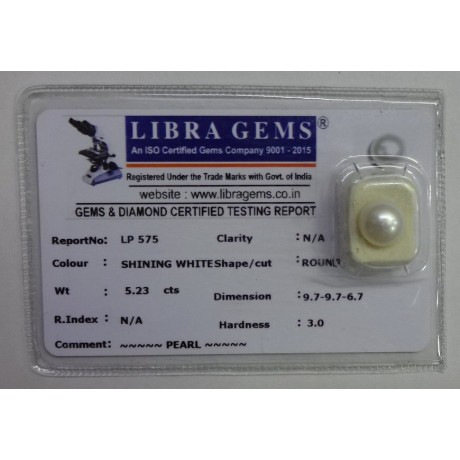 LIBRA GEMS®
An ISO Certified Gems Company 9001 - 2015
Registered Under the Trade Marks with Govt. of India
website : www.libragems.co.in
GEMS & DIAMOND CERTIFIED TESTING REPORT
ReportNo: LP 575 Clarity : N/A
Colour : SHINING WHITE Shape/cut :ROUND
Wt : 5.23 cts Dimension :9.7-9.7-6.7
R.Index : N/A Hardness : 3.0
Comment: ~~~~~ PEARL ~~~~~